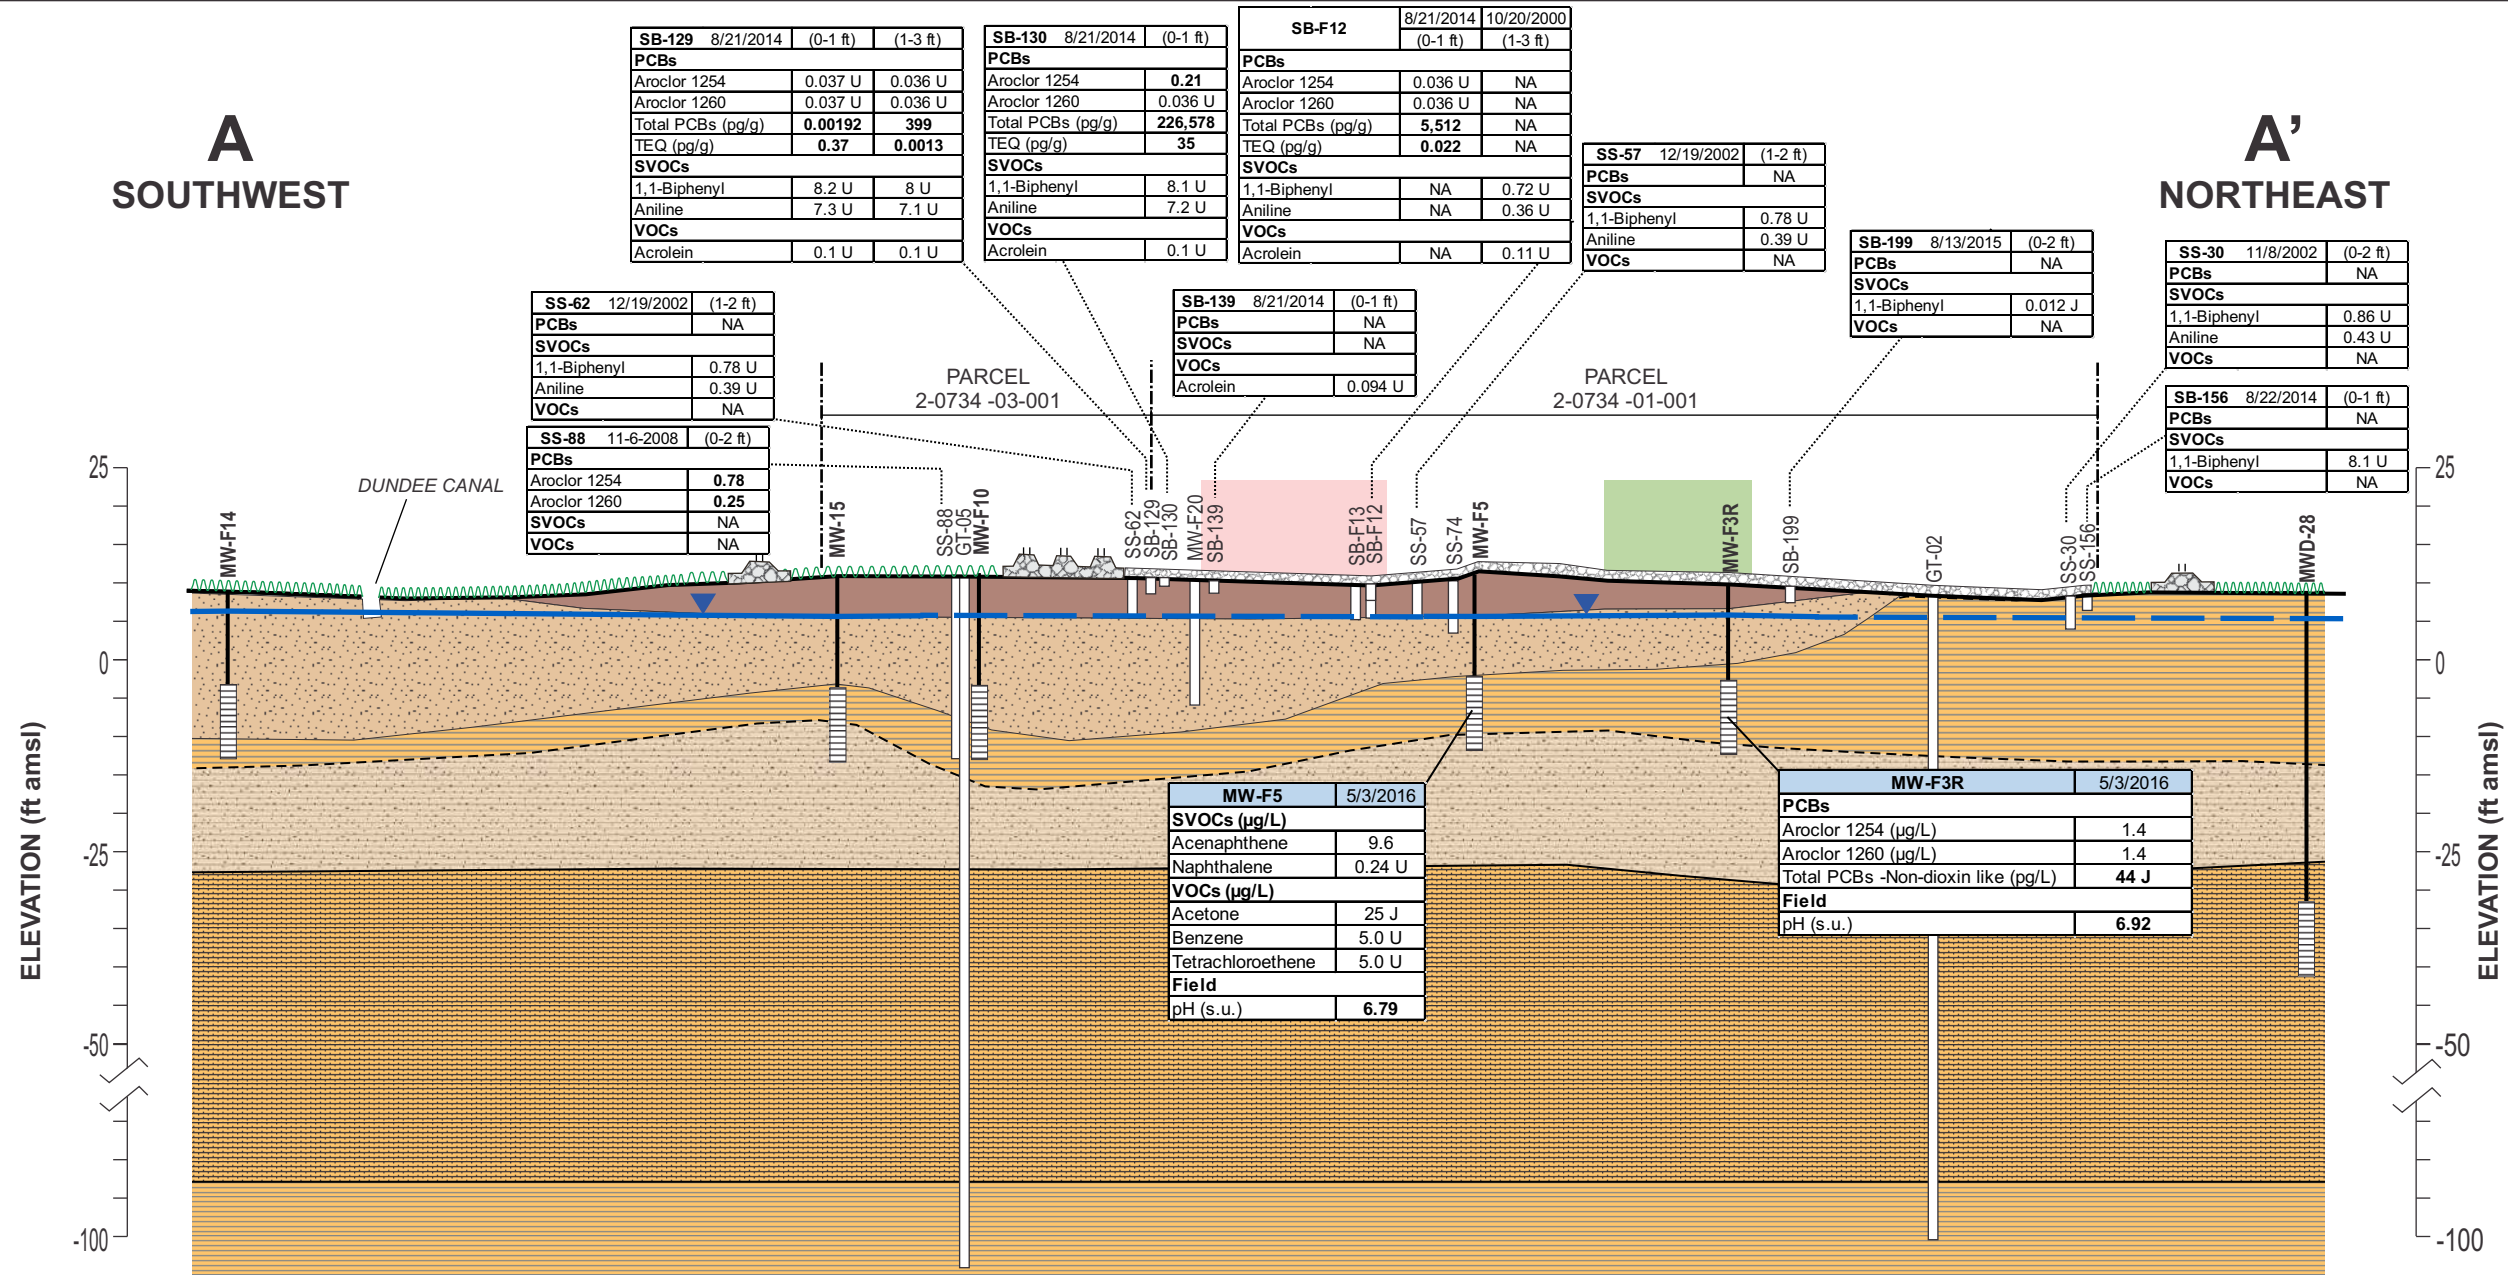 A
SOUTHWEST
A’
NORTHEAST
SB-129 8/21/2014 (0-1 ft) (1-3 ft)
PCBs
Aroclor 1254 0.037 U 0.036 U
Aroclor 1260 0.037 U 0.036 U
Total PCBs (pg/g) 0.00192 399
TEQ (pg/g) 0.37 0.0013
SVOCs
1,1-Biphenyl 8.2 U 8 U
Aniline 7.3 U 7.1 U
VOCs
Acrolein 0.1 U 0.1 U
SB-130 8/21/2014 (0-1 ft)
PCBs
Aroclor 1254 0.21
Aroclor 1260 0.036 U
Total PCBs (pg/g) 226,578
TEQ (pg/g) 35
SVOCs
1,1-Biphenyl 8.1 U
Aniline 7.2 U
VOCs
Acrolein 0.1 U
SB-F12 8/21/2014 10/20/2000
(0-1 ft) (1-3 ft)
PCBs
Aroclor 1254 0.036 U NA
Aroclor 1260 0.036 U NA
Total PCBs (pg/g) 5,512 NA
TEQ (pg/g) 0.022 NA
SVOCs
1,1-Biphenyl NA 0.72 U
Aniline NA 0.36 U
VOCs
Acrolein NA 0.11 U
SS-57 12/19/2002 (1-2 ft)
PCBs NA
SVOCs
1,1-Biphenyl 0.78 U
Aniline 0.39 U
VOCs NA
SB-199 8/13/2015 (0-2 ft)
PCBs NA
SVOCs
1,1-Biphenyl 0.012 J
VOCs NA
SS-30 11/8/2002 (0-2 ft)
PCBs NA
SVOCs
1,1-Biphenyl 0.86 U
Aniline 0.43 U
VOCs NA
SS-62 12/19/2002 (1-2 ft)
PCBs NA
SVOCs
1,1-Biphenyl 0.78 U
Aniline 0.39 U
VOCs NA
SB-139 8/21/2014 (0-1 ft)
PCBs NA
SVOCs NA
VOCs
Acrolein 0.094 U
SB-156 8/22/2014 (0-1 ft)
PCBs NA
SVOCs
1,1-Biphenyl 8.1 U
VOCs NA
SS-88 11-6-2008 (0-2 ft)
PCBs
Aroclor 1254 0.78
Aroclor 1260 0.25
SVOCs NA
VOCs NA
PARCEL
2-0734 -03-001
PARCEL
2-0734 -01-001
DUNDEE CANAL
MW-F14
MW-15
SS-88
GT-05
MW-F10
SS-62
SB-129
SB-130
MW-F20
SB-139
SB-F13
SB-F12
SS-57
SS-74
MW-F5
MW-F3R
SB-199
GT-02
SS-30
SS-156
MWD-28
25
0
-25
-50
-100
ELEVATION (ft amsl)
25
0
-25
-50
-100
ELEVATION (ft amsl)
MW-F5 5/3/2016
SVOCs (µg/L)
Acenaphthene 9.6
Naphthalene 0.24 U
VOCs (µg/L)
Acetone 25 J
Benzene 5.0 U
Tetrachloroethene 5.0 U
Field
pH (s.u.) 6.79
MW-F3R 5/3/2016
PCBs
Aroclor 1254 (µg/L) 1.4
Aroclor 1260 (µg/L) 1.4
Total PCBs -Non-dioxin like (pg/L) 44 J
Field
pH (s.u.) 6.92